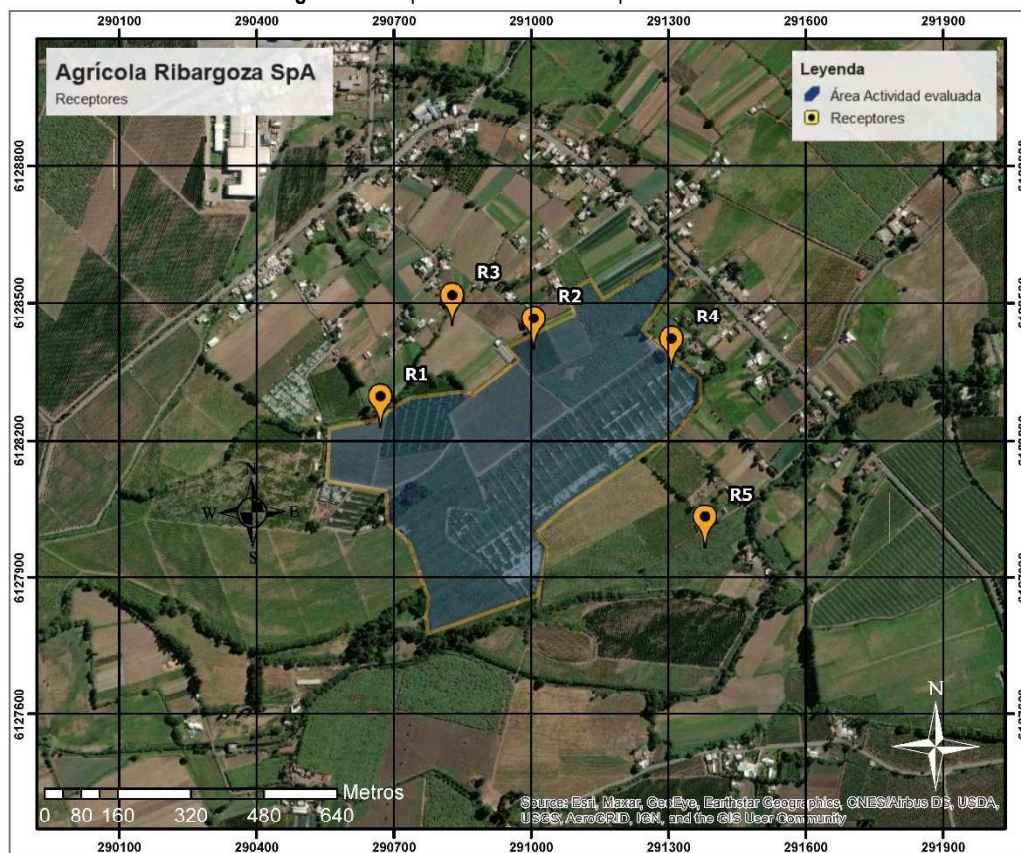 290100 290400 290700 291000 291300 291600 291900
Agrícola Ribargoza SpA
Receptores
Leyenda
Área Actividad evaluada
Receptores
6128800
6128500
6128200
6127900
6127600
R3
R2
R4
R1
R5
N
W E
S
N
Metros
0 80 160 320 480 640
Source: Esri, Maxar, GeoEye, Earthstar Geographics, CNES/Airbus DS, USDA,
USGS, AeroGRID, IGN, and the GIS User Community
290100 290400 290700 291000 291300 291600 291900